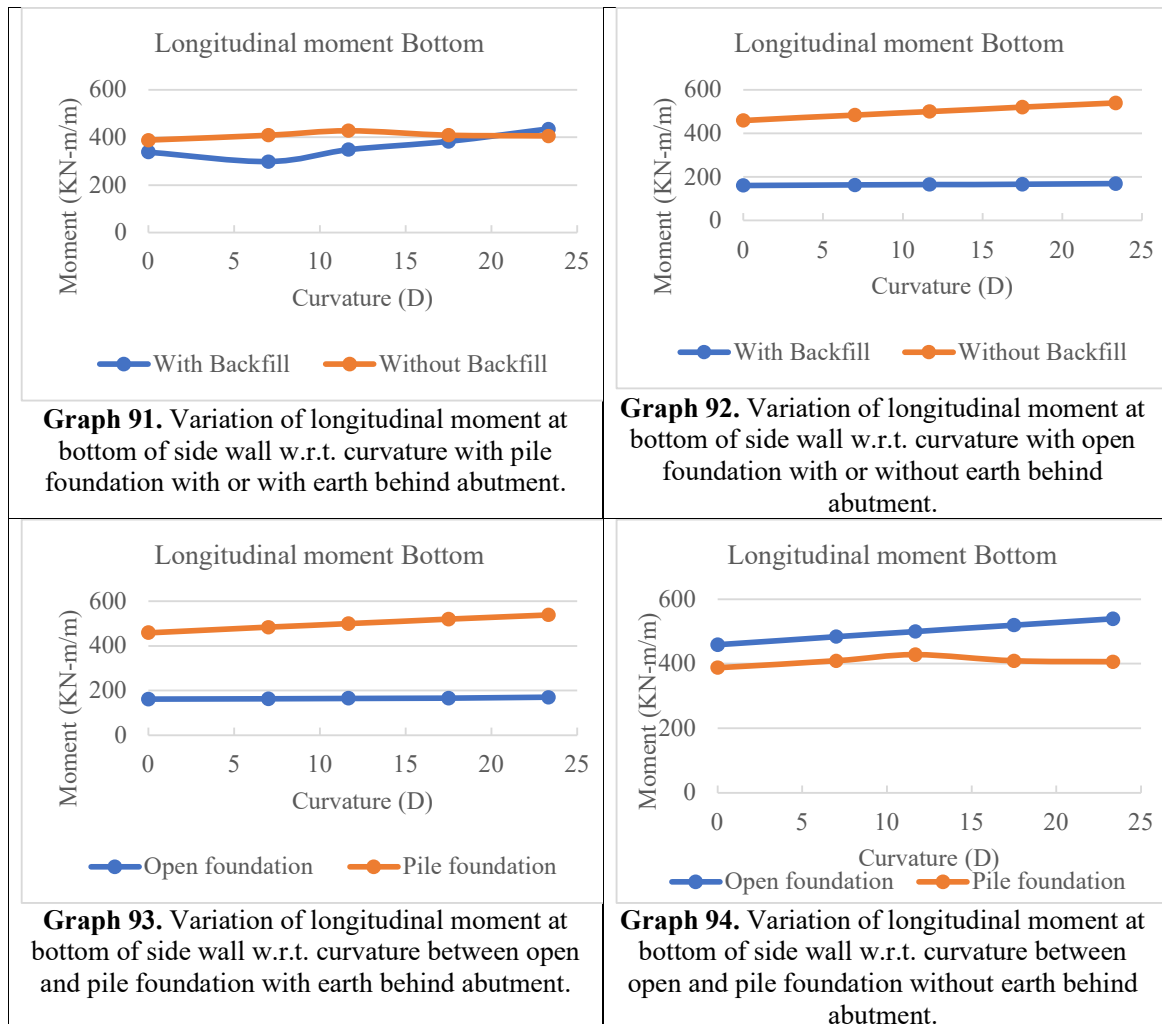 Longitudinal moment Bottom
Moment (KN-m/m)
600
400
200
0
0 5 10 15 20 25
Curvature (D)
With Backfill Without Backfill
Graph 91. Variation of longitudinal moment at
bottom of side wall w.r.t. curvature with pile
foundation with or with earth behind abutment.
Longitudinal moment Bottom
Moment (KN-m/m)
600
400
200
0
0 5 10 15 20 25
Curvature (D)
With Backfill Without Backfill
Graph 92. Variation of longitudinal moment at
bottom of side wall w.r.t. curvature with open
foundation with or without earth behind
abutment.
Longitudinal moment Bottom
Moment (KN-m/m)
600
400
200
0
0 5 10 15 20 25
Curvature (D)
Open foundation Pile foundation
Graph 93. Variation of longitudinal moment at
bottom of side wall w.r.t. curvature between open
and pile foundation with earth behind abutment.
Longitudinal moment Bottom
Moment (KN-m/m)
600
400
200
0
0 5 10 15 20 25
Curvature (D)
Open foundation Pile foundation
Graph 94. Variation of longitudinal moment at
bottom of side wall w.r.t. curvature between
open and pile foundation without earth behind
abutment.